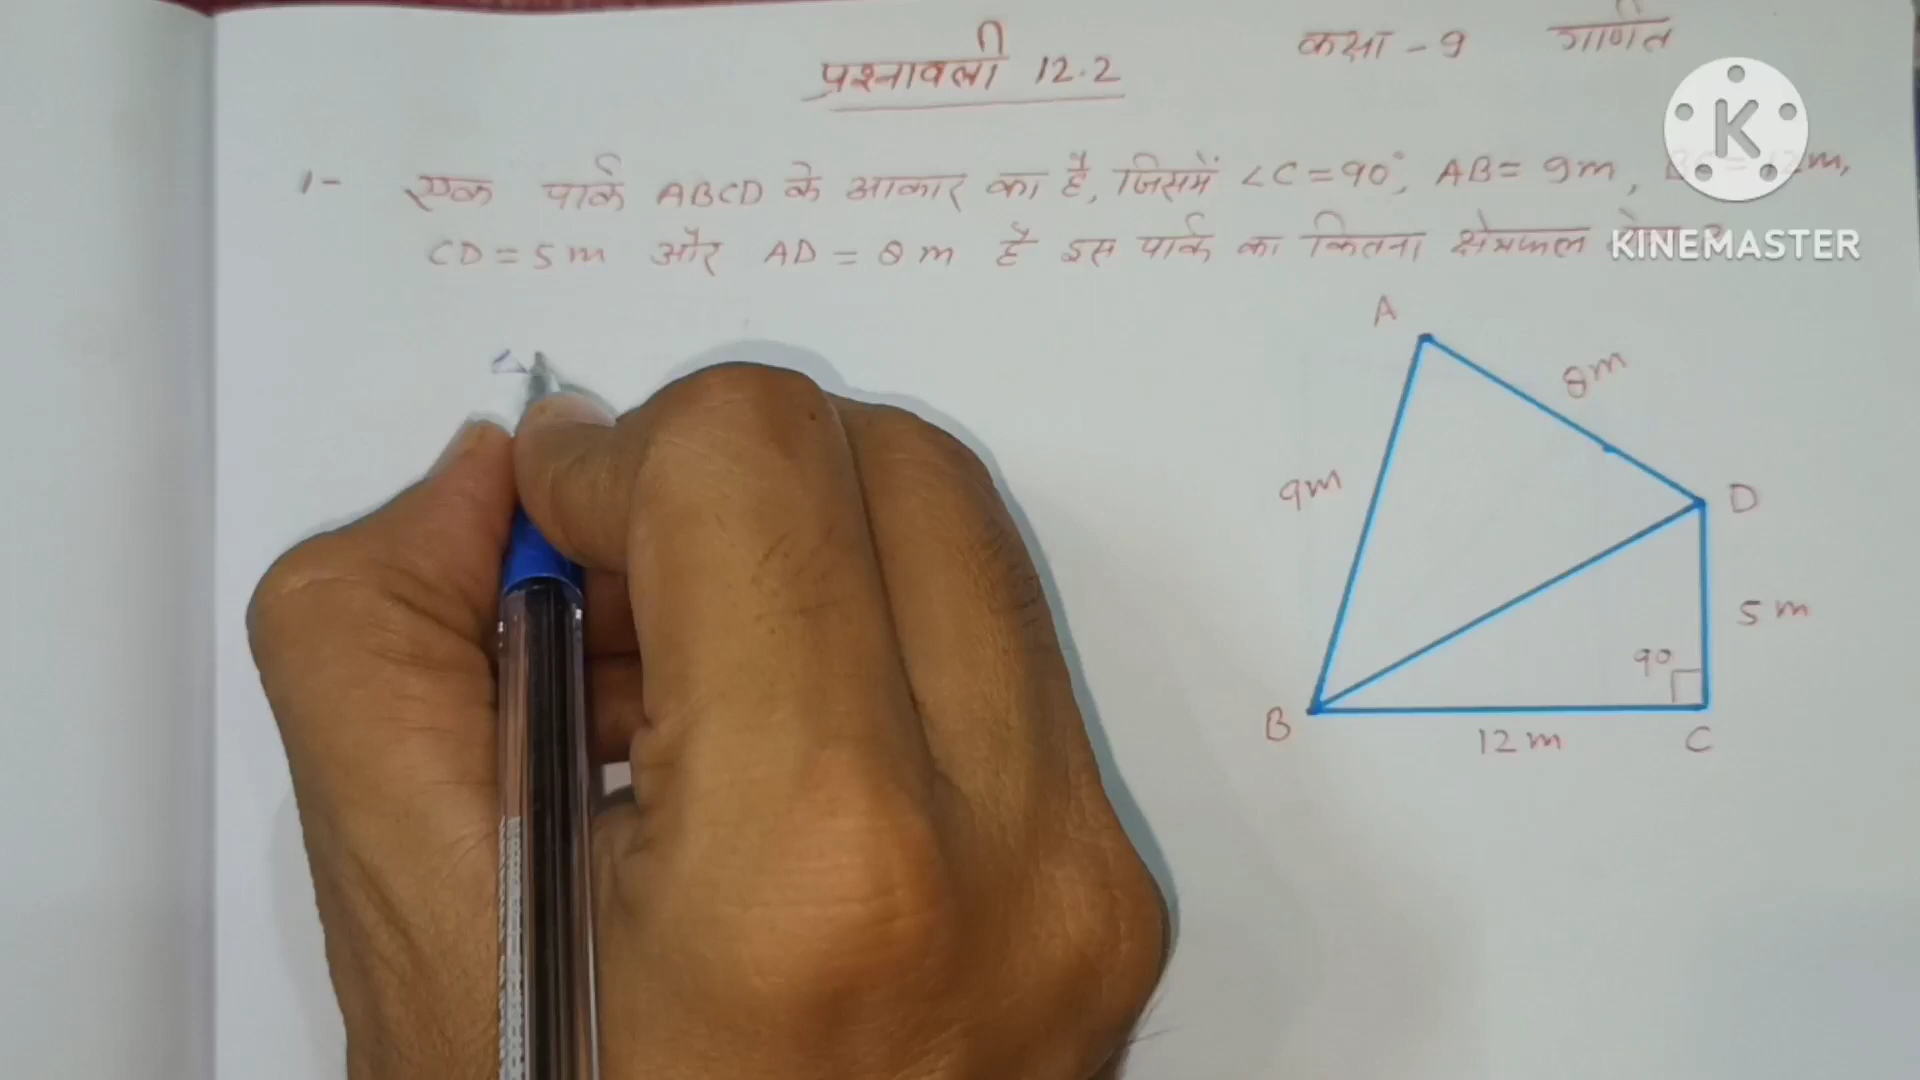 प्रश्नावली 12.2
कक्षा - 9 गणित
1- एक पार्क ABCD के आकार का है, जिसमें ∠C = 90°, AB = 9m, 12m,
CD = 5m और AD = 8m है इस पार्क का कितना क्षेत्रफल
K
KINEMASTER
A
8m
9m
D
5m
90
B
12m
C